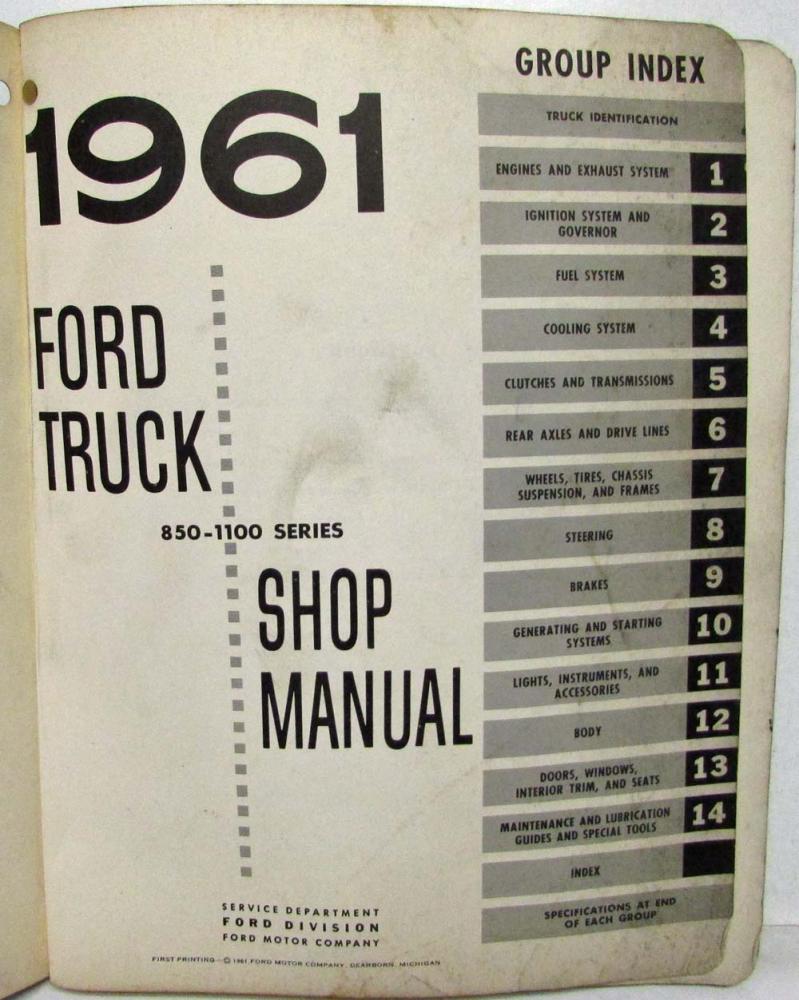 1961
FORD
TRUCK
850-1100 SERIES
SHOP
MANUAL
SERVICE DEPARTMENT
FORD DIVISION
FORD MOTOR COMPANY
FIRST PRINTING—© 1961 FORD MOTOR COMPANY, DEARBORN, MICHIGAN
GROUP INDEX
TRUCK IDENTIFICATION
ENGINES AND EXHAUST SYSTEM 1
IGNITION SYSTEM AND
GOVERNOR 2
FUEL SYSTEM 3
COOLING SYSTEM 4
CLUTCHES AND TRANSMISSIONS 5
REAR AXLES AND DRIVE LINES 6
WHEELS, TIRES, CHASSIS
SUSPENSION, AND FRAMES 7
STEERING 8
BRAKES 9
GENERATING AND STARTING
SYSTEMS 10
LIGHTS, INSTRUMENTS, AND
ACCESSORIES 11
BODY 12
DOORS, WINDOWS,
INTERIOR TRIM, AND SEATS 13
MAINTENANCE AND LUBRICATION
GUIDES AND SPECIAL TOOLS 14
INDEX
SPECIFICATIONS AT END
OF EACH GROUP